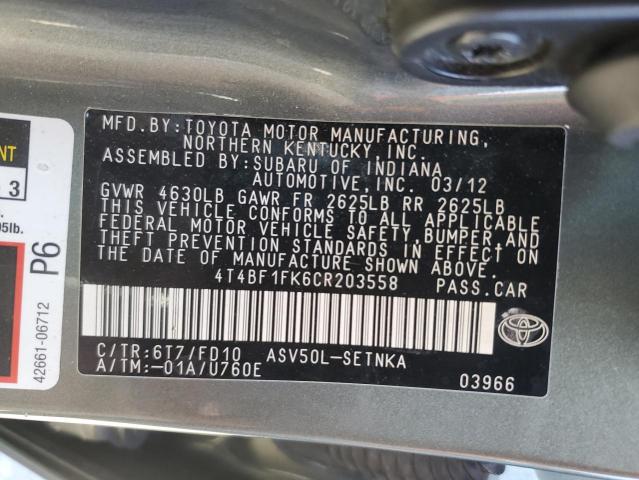 MFD.BY:TOYOTA MOTOR MANUFACTURING,
NORTHERN KENTUCKY, INC.
ASSEMBLED BY:SUBARU OF INDIANA
AUTOMOTIVE, INC. 03/12
GVWR 4630LB GAWR FR 2625LB RR 2625LB
THIS VEHICLE CONFORMS TO ALL APPLICABLE
FEDERAL MOTOR VEHICLE SAFETY, BUMPER, AND
THEFT PREVENTION STANDARDS IN EFFECT ON
THE DATE OF MANUFACTURE SHOWN ABOVE.
4T4BF1FK6CR203558 PASS.CAR
C/TR:6T7/FD10 ASV50L-SETNKA
A/TM:-01A/U760E
03966
TOYOTA
3
P6
42661-06712